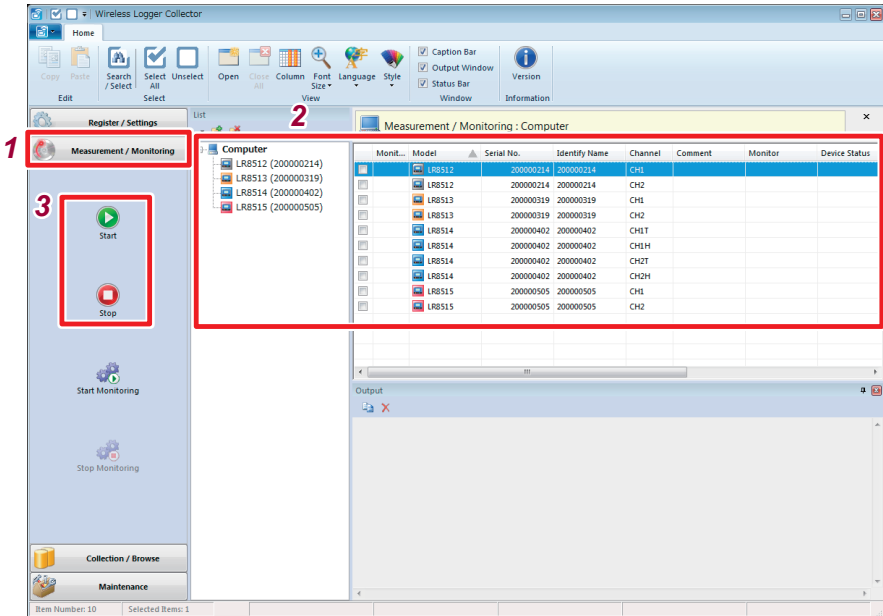 Wireless Logger Collector
Home
Copy Paste Search / Select Select All Unselect Open Close All Column Font Size Language Style Caption Bar Output Window Status Bar Version
Edit Select View Window Information
Register / Settings
List
2
Measurement / Monitoring : Computer
1
Measurement / Monitoring
Computer
LR8512 (200000214)
LR8513 (200000319)
LR8514 (200000402)
LR8515 (200000505)
Monit... Model Serial No. Identify Name Channel Comment Monitor Device Status
LR8512 200000214 200000214 CH1
LR8512 200000214 200000214 CH2
LR8513 200000319 200000319 CH1
LR8513 200000319 200000319 CH2
LR8514 200000402 200000402 CH1T
LR8514 200000402 200000402 CH1H
LR8514 200000402 200000402 CH2T
LR8514 200000402 200000402 CH2H
LR8515 200000505 200000505 CH1
LR8515 200000505 200000505 CH2
3
Start
Stop
Start Monitoring
Stop Monitoring
Output
Collection / Browse
Maintenance
Item Number: 10 Selected Items: 1